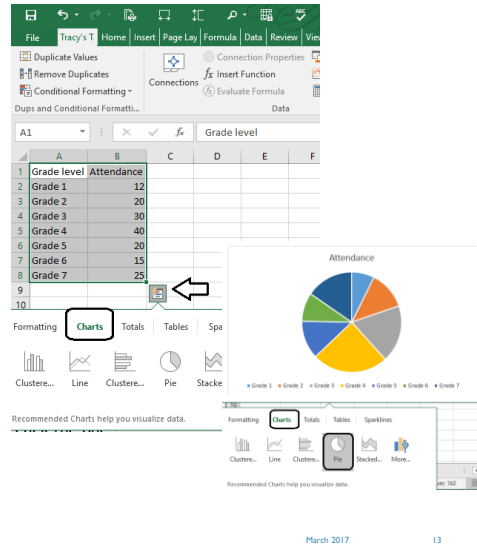 File Tracy's T Home Insert Page Lay Formula Data Review View
Duplicate Values
Remove Duplicates
Conditional Formatting
Dups and Conditional Formatti...
Connections
Connection Properties
fx Insert Function
Evaluate Formula
Data
A1 fx Grade level
A B C D E F
1 Grade level Attendance
2 Grade 1 12
3 Grade 2 20
4 Grade 3 30
5 Grade 4 40
6 Grade 5 20
7 Grade 6 15
8 Grade 7 25
9
10
Formatting Charts Totals Tables Spa
Clustere... Line Clustere... Pie Stacke
Recommended Charts help you visualize data.
Attendance
Grade 1 Grade 2 Grade 3 Grade 4 Grade 5 Grade 6 Grade 7
Formatting Charts Totals Tables Sparklines
Clustere... Line Clustere... Pie Stacked... More...
Recommended Charts help you visualize data.
162
March 2017 13